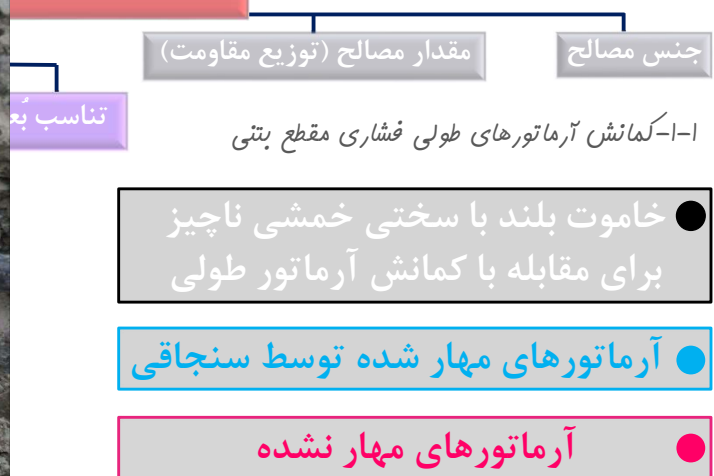 جنس مصالح
مقدار مصالح (توزیع مقاومت)
تناسب
۱-۱-کمانش آرماتورهای طولی فشاری مقطع بتنی
خاموت بلند با سختی خمشی ناچیز
برای مقابله با کمانش آرماتور طولی
آرماتورهای مهار شده توسط سنجاقی
آرماتورهای مهار نشده